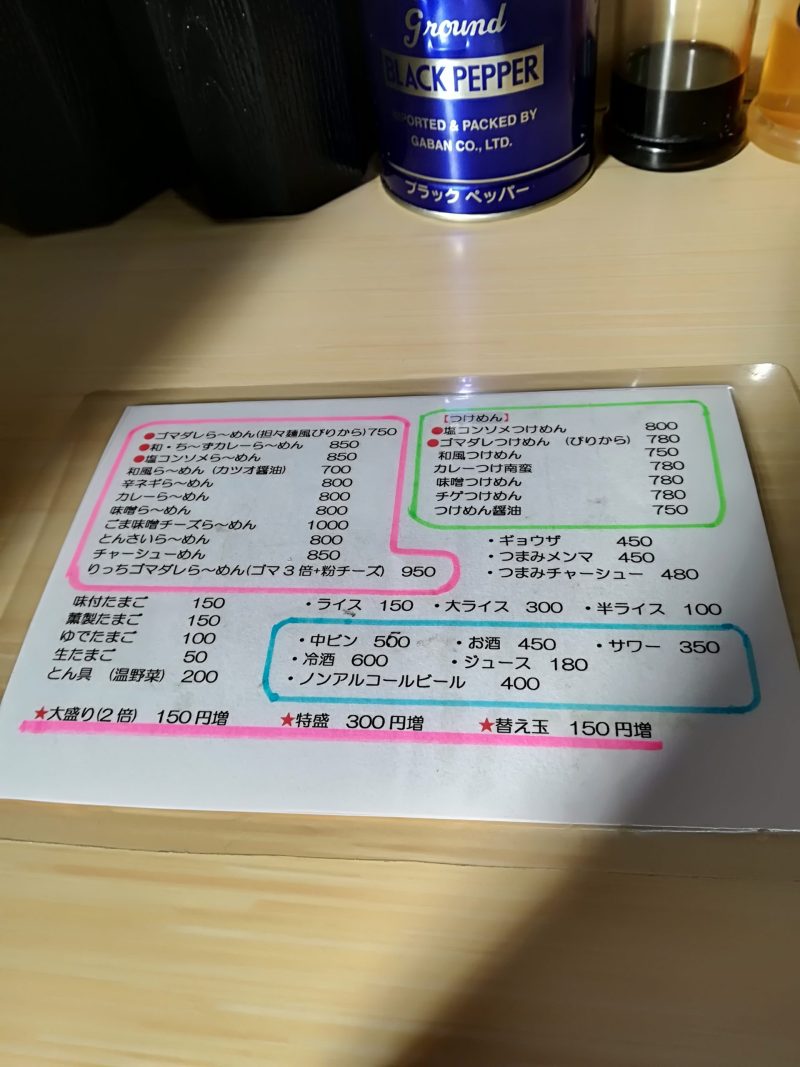 Ground
BLACK PEPPER
IMPORTED & PACKED BY
GABAN CO., LTD.
ブラック ペッパー
●ゴマダレら〜めん(担々麺風ぴりから)750
●和・ち〜ずカレーら〜めん 850
●塩コンソメら〜めん 850
和風ら〜めん (カツオ醤油) 700
辛ネギら〜めん 800
カレーら〜めん 800
味噌ら〜めん 800
ごま味噌チーズら〜めん 1000
とんさいら〜めん 800
チャーシューめん 850
りっちゴマダレら〜めん(ゴマ3倍+粉チーズ) 950
【つけめん】
●塩コンソメつけめん 800
●ゴマダレつけめん (ぴりから) 780
和風つけめん 750
カレーつけ南蛮 780
味噌つけめん 780
チゲつけめん 780
つけめん醤油 750
・ギョウザ 450
・つまみメンマ 450
・つまみチャーシュー 480
味付たまご 150
薫製たまご 150
ゆでたまご 100
生たまご 50
とん具 (温野菜) 200
・ライス 150 ・大ライス 300 ・半ライス 100
・中ビン 550 ・お酒 450 ・サワー 350
・冷酒 600 ・ジュース 180
・ノンアルコールビール 400
★大盛り(2倍) 150円増 ★特盛 300円増 ★替え玉 150円増